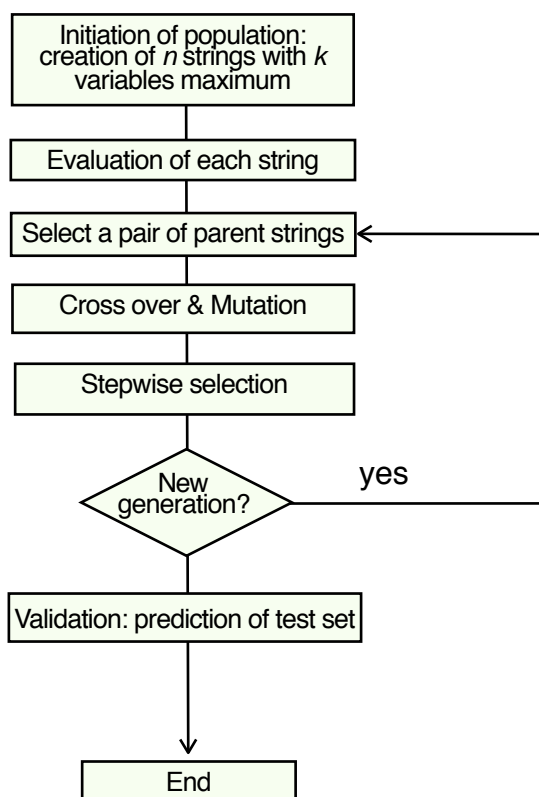 Initiation of population:
creation of n strings with k
variables maximum
Evaluation of each string
Select a pair of parent strings
Cross over & Mutation
Stepwise selection
New
generation?
yes
Validation: prediction of test set
End